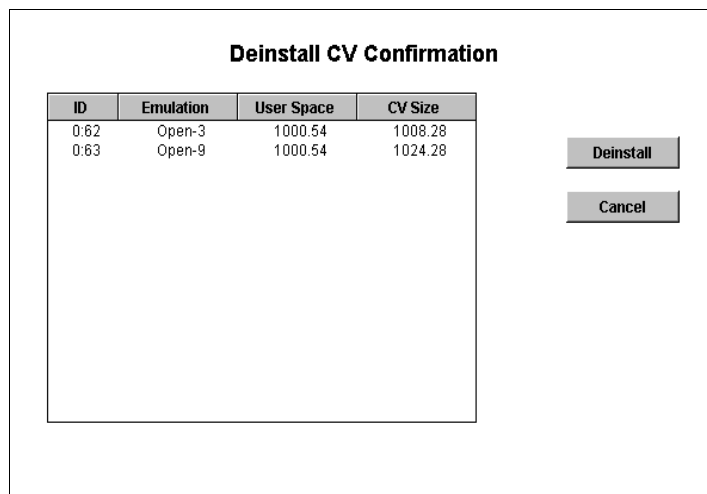 Deinstall CV Confirmation
ID Emulation User Space CV Size
0:62 Open-3 1000.54 1008.28
0:63 Open-9 1000.54 1024.28
Deinstall
Cancel